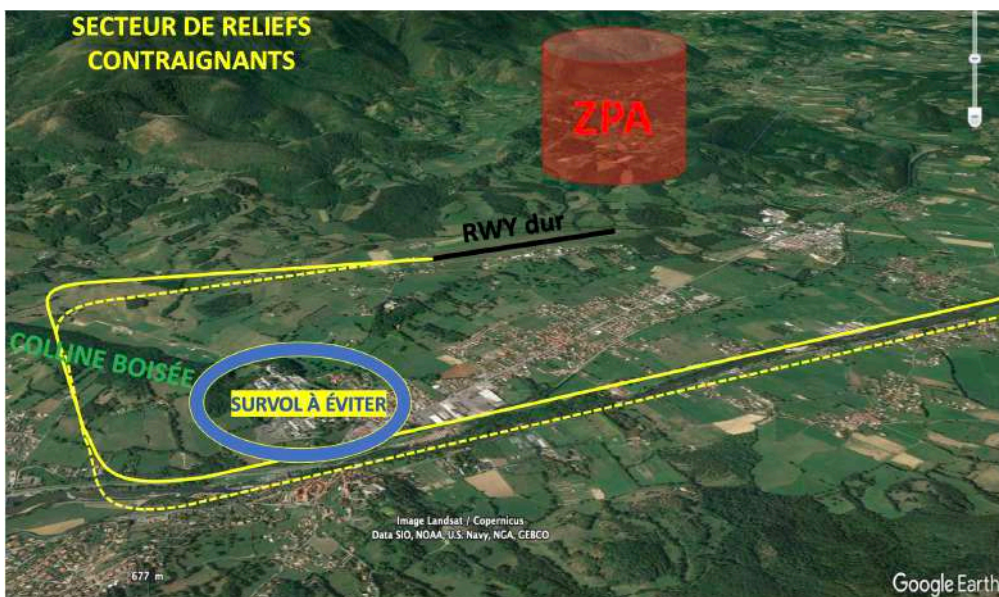 SECTEUR DE RELIEFS
CONTRAIGNANTS
ZPA
RWY dur
COLLINE BOISÉE
SURVOL À ÉVITER
Image Landsat / Copernicus
Data SIO, NOAA, U.S. Navy, NGA, GEBCO
677 m
Google Earth